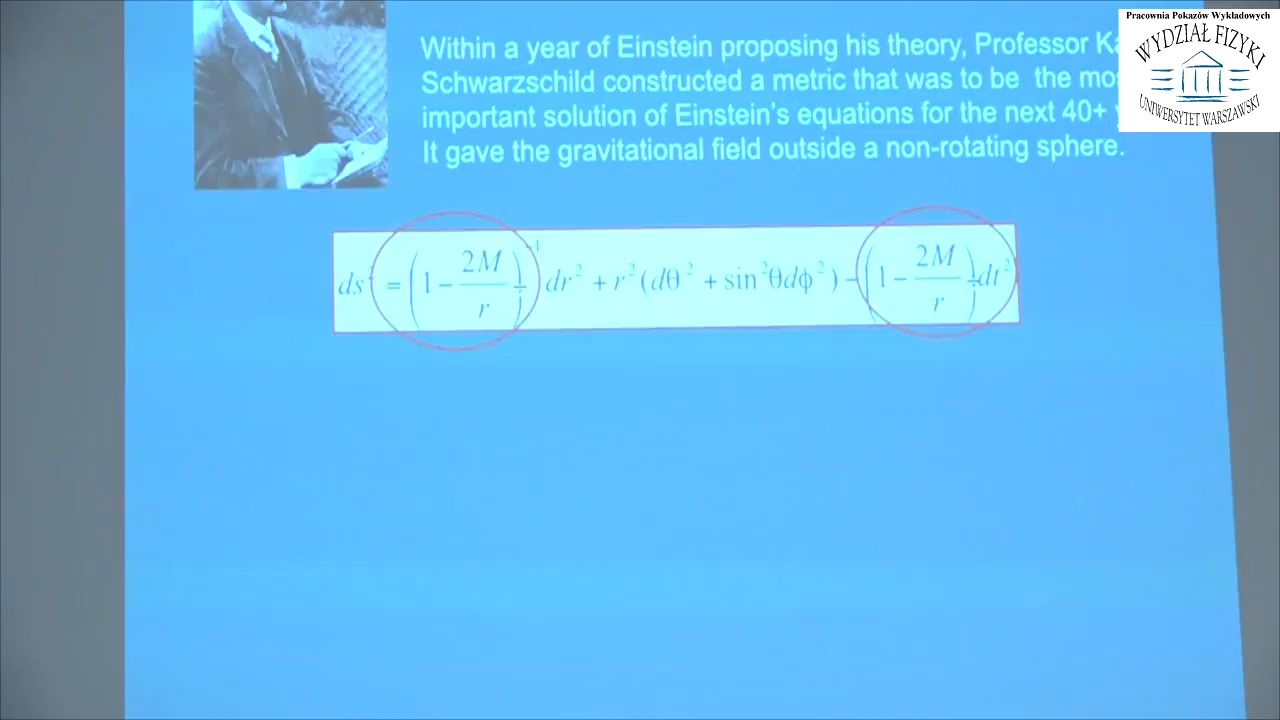 Pracownia Pokazów Wykładowych
WYDZIAŁ FIZYKI
UNIWERSYTET WARSZAWSKI
Within a year of Einstein proposing his theory, Professor
Schwarzschild constructed a metric that was to be the
important solution of Einstein's equations for the next 40+
It gave the gravitational field outside a non-rotating sphere.
ds² = (1 − 2M/r)⁻¹ dr² + r²(dθ² + sin²θdϕ²) − (1 − 2M/r)dt²